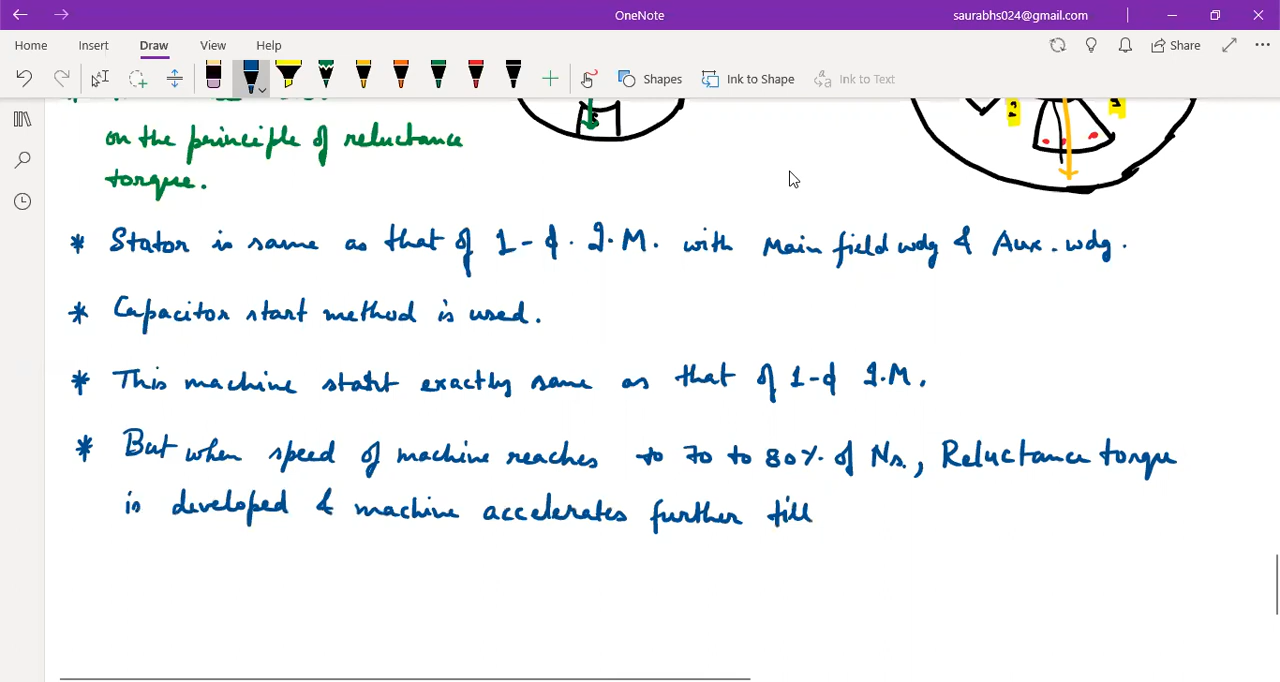 OneNote
saurabhs024@gmail.com
Home Insert Draw View Help
Share
Shapes
Ink to Shape
Ink to Text
on the principle of reluctance
torque.
S
* Stator is same as that of 1-ϕ. I.M. with Main field wdg & Aux. wdg.
* Capacitor start method is used.
* This machine statrt exactly same as that of 1-ϕ I.M.
* But when speed of machine reaches to 70 to 80% of Ns, Reluctance torque
is developed & machine accelerates further till